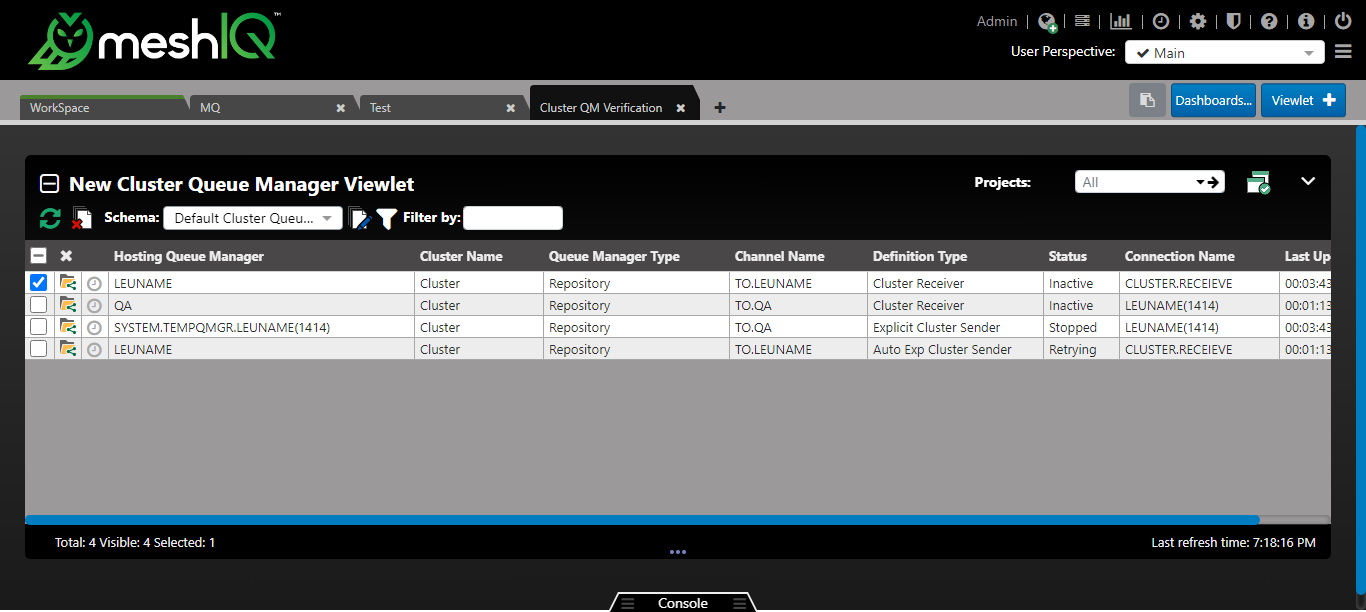 meshIQ™
Admin
User Perspective: Main
WorkSpace MQ Test Cluster QM Verification Dashboards... Viewlet
New Cluster Queue Manager Viewlet Projects: All
Schema: Default Cluster Queu... Filter by:
Hosting Queue Manager Cluster Name Queue Manager Type Channel Name Definition Type Status Connection Name Last Up
LEUNAME Cluster Repository TO.LEUNAME Cluster Receiver Inactive CLUSTER.RECEIEVE 00:03:43
QA Cluster Repository TO.QA Cluster Receiver Inactive LEUNAME(1414) 00:01:13
SYSTEM.TEMPQMGR.LEUNAME(1414) Cluster Repository TO.QA Explicit Cluster Sender Stopped LEUNAME(1414) 00:03:43
LEUNAME Cluster Repository TO.LEUNAME Auto Exp Cluster Sender Retrying CLUSTER.RECEIEVE 00:01:13
Total: 4 Visible: 4 Selected: 1 Last refresh time: 7:18:16 PM
Console